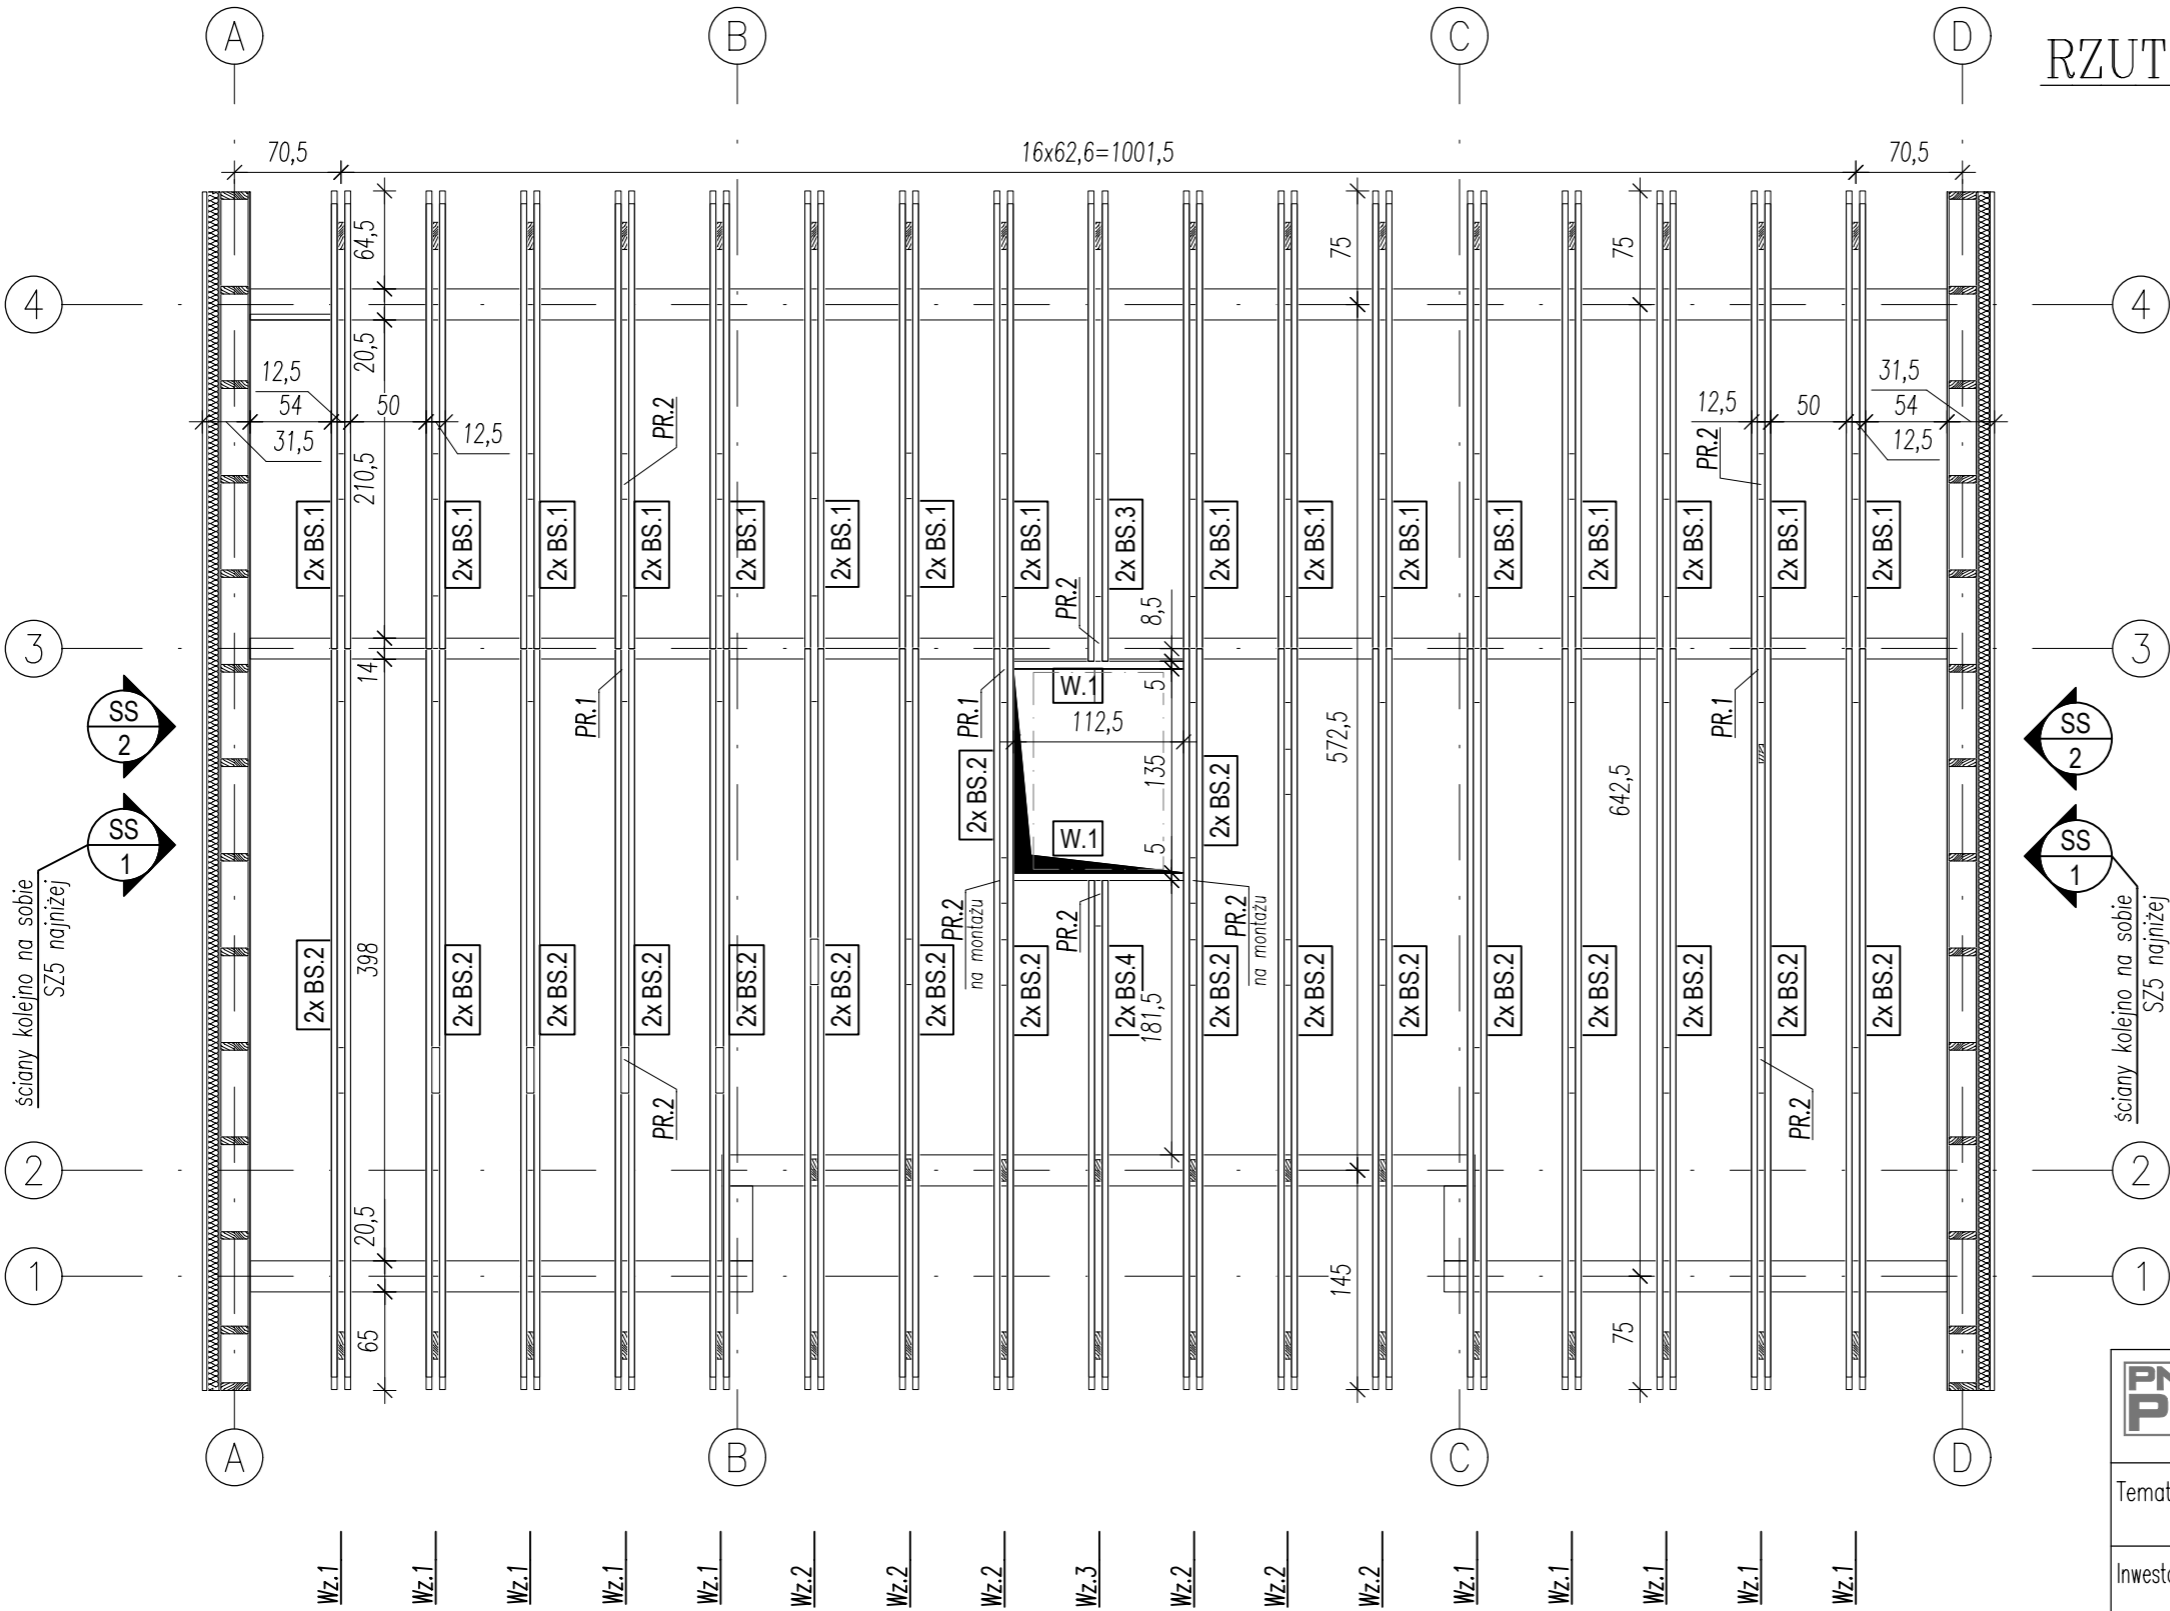 A
B
C
D
RZUT
70,5
16x62,6=1001,5
70,5
64,5
75
75
4
4
20,5
12,5
54
50
31,5
12,5
PR.2
12,5
50
31,5
54
12,5
PR.2
210,5
2x BS.1
2x BS.1
2x BS.1
2x BS.1
2x BS.1
2x BS.1
2x BS.1
2x BS.1
2x BS.3
2x BS.1
2x BS.1
2x BS.1
2x BS.1
2x BS.1
2x BS.1
2x BS.1
2x BS.1
PR.2
8,5
3
3
14
PR.1
PR.1
W.1
5
PR.1
112,5
572,5
642,5
135
2x BS.2
2x BS.2
W.1
5
SS
2
SS
1
SS
2
SS
1
ściany kolejno na sobie
SZ5 najniżej
ściany kolejno na sobie
SZ5 najniżej
PR.2
na montażu
PR.2
PR.2
na montażu
398
2x BS.2
2x BS.2
2x BS.2
2x BS.2
2x BS.2
2x BS.2
2x BS.2
2x BS.2
2x BS.4
2x BS.2
2x BS.2
2x BS.2
2x BS.2
2x BS.2
2x BS.2
2x BS.2
2x BS.2
181,5
PR.2
PR.2
2
2
20,5
1
1
145
65
75
A
B
C
D
Wz.1
Wz.1
Wz.1
Wz.1
Wz.1
Wz.2
Wz.2
Wz.2
Wz.3
Wz.2
Wz.2
Wz.2
Wz.1
Wz.1
Wz.1
Wz.1
Wz.1
Temat